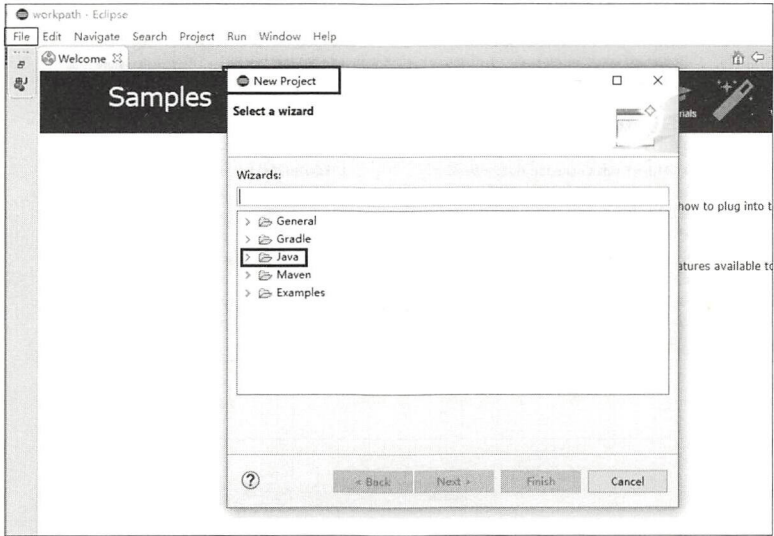 workpath - Eclipse
File Edit Navigate Search Project Run Window Help
Welcome
Samples
New Project
Select a wizard
rials
Wizards:
General
Gradle
Java
Maven
Examples
how to plug into t
atures available to
?
< Back Next > Finish Cancel